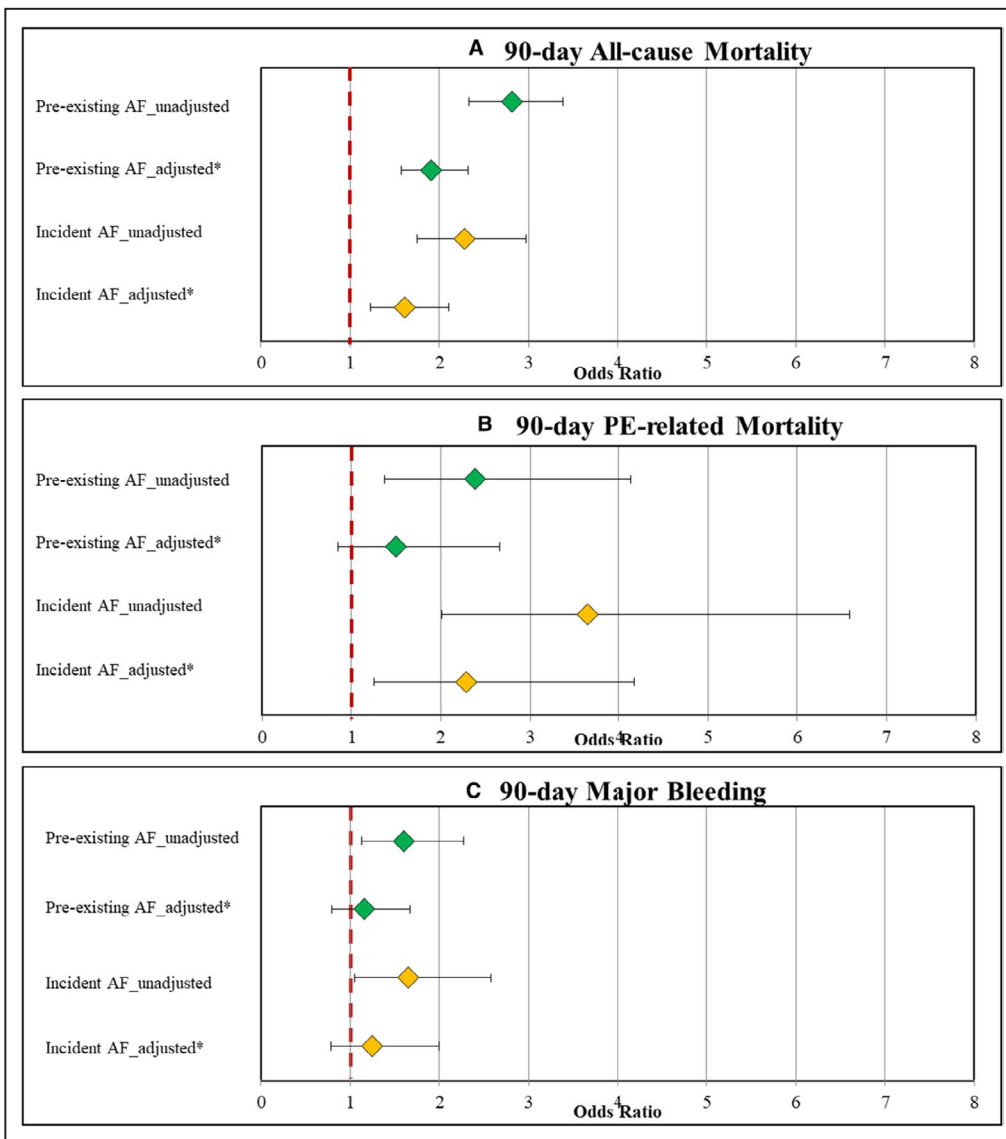 A 90-day All-cause Mortality
Pre-existing AF_unadjusted
Pre-existing AF_adjusted*
Incident AF_unadjusted
Incident AF_adjusted*
0 1 2 3 4 5 6 7 8
Odds Ratio
B 90-day PE-related Mortality
Pre-existing AF_unadjusted
Pre-existing AF_adjusted*
Incident AF_unadjusted
Incident AF_adjusted*
0 1 2 3 4 5 6 7 8
Odds Ratio
C 90-day Major Bleeding
Pre-existing AF_unadjusted
Pre-existing AF_adjusted*
Incident AF_unadjusted
Incident AF_adjusted*
0 1 2 3 4 5 6 7 8
Odds Ratio